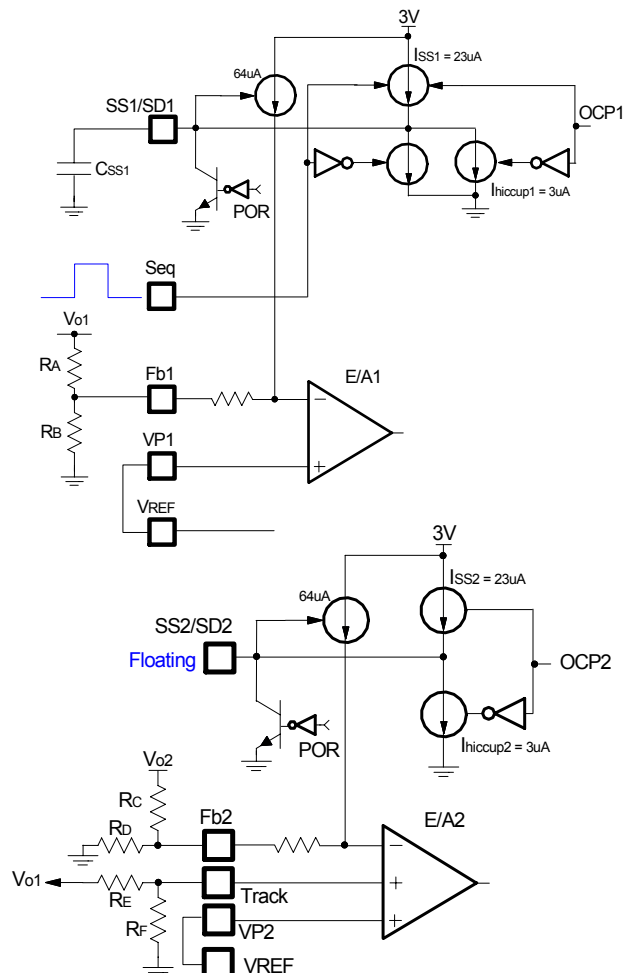 3V
ISS1 = 23uA
64uA
SS1/SD1
OCP1
CSS1
POR
Ihiccup1 = 3uA
Seq
Vo1
RA
Fb1
E/A1
RB
VP1
VREF
3V
ISS2 = 23uA
64uA
SS2/SD2
Floating
OCP2
POR
Ihiccup2 = 3uA
Vo2
RC
Fb2
E/A2
RD
Vo1
RE
Track
RF
VP2
VREF